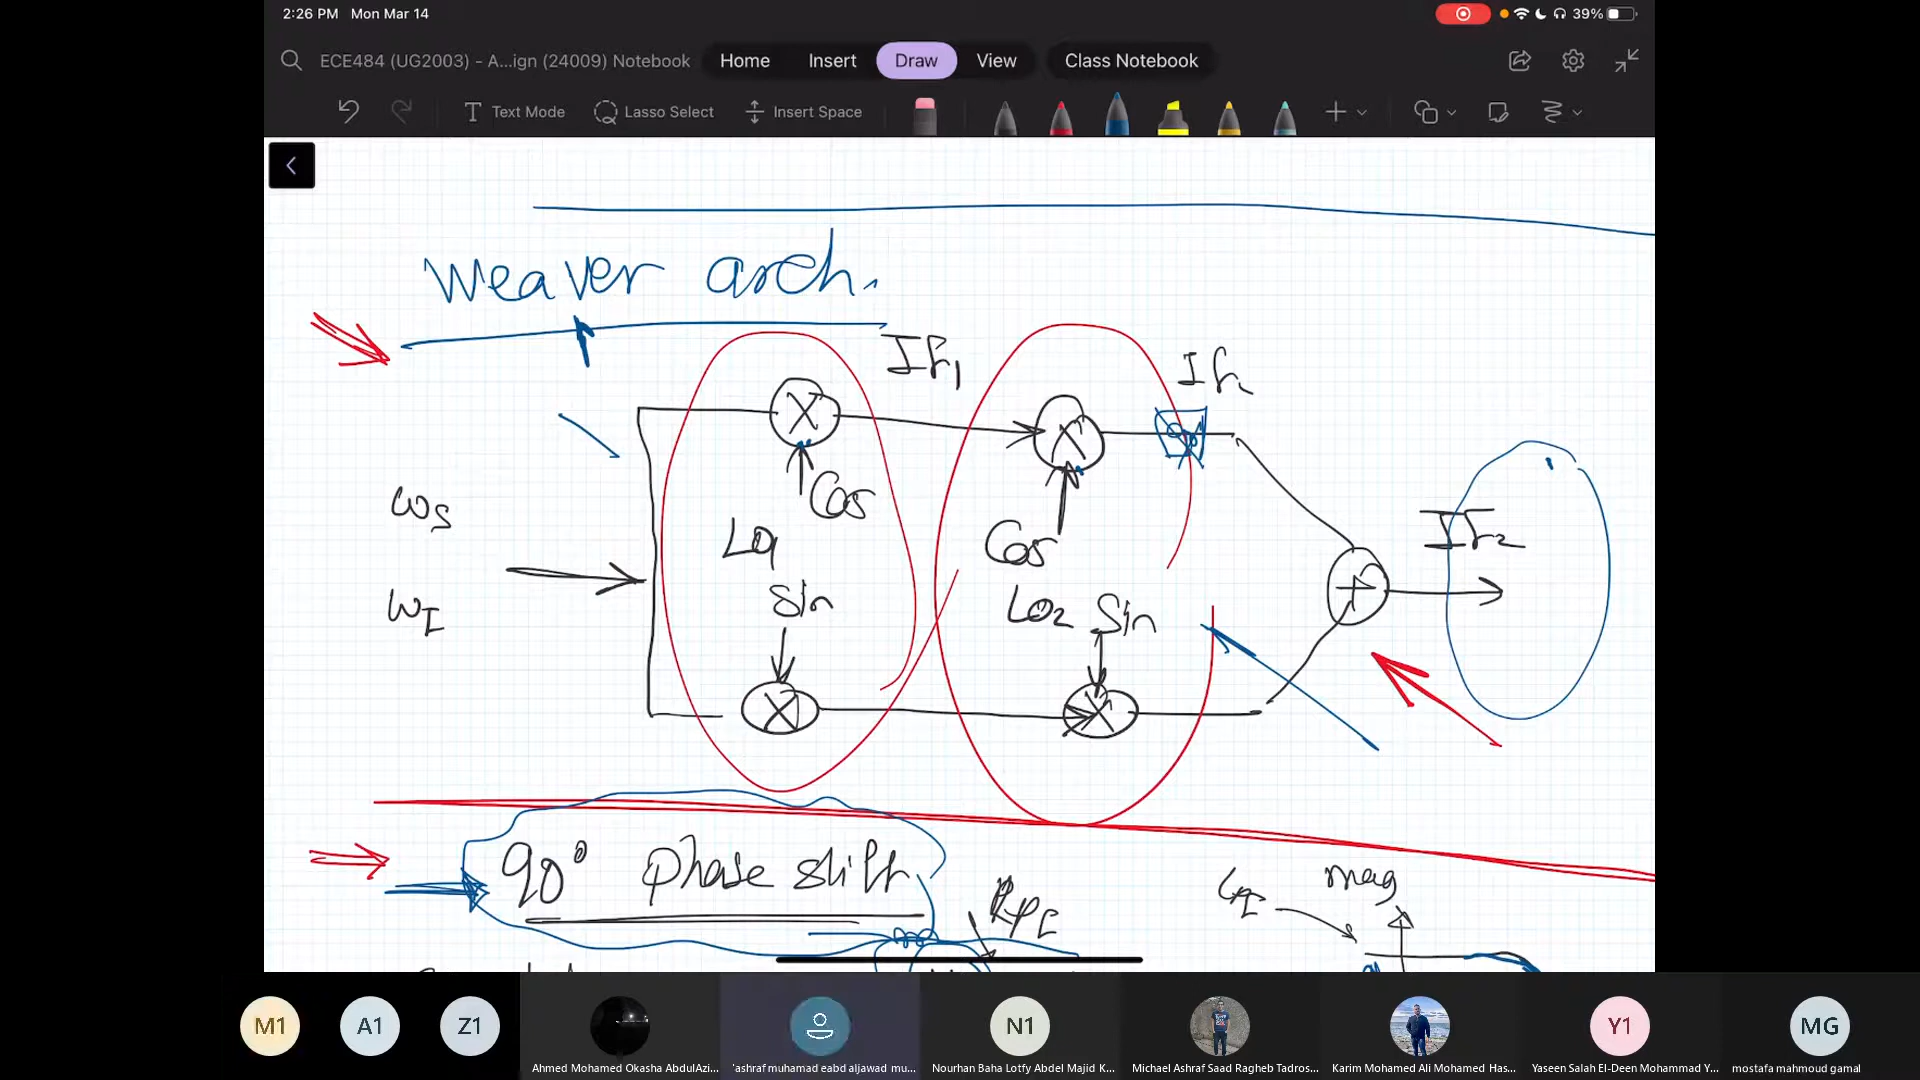 2:26 PM Mon Mar 14
39%
ECE484 (UG2003) - A...ign (24009) Notebook
Home Insert Draw View Class Notebook
Text Mode Lasso Select Insert Space
Weaver arch.
IF1
IF2
Cos
ωS
Cos
IF2
LO1
Sin
ωI
LO2 Sin
90° phase shift
mag
M1 A1 Z1 N1 Y1 MG
Ahmed Mohamed Okasha AbdulAzi...
'ashraf muhamad eabd aljawad mu...
Nourhan Baha Lotfy Abdel Majid K...
Michael Ashraf Saad Ragheb Tadros...
Karim Mohamed Ali Mohamed Has...
Yaseen Salah El-Deen Mohammad Y...
mostafa mahmoud gamal